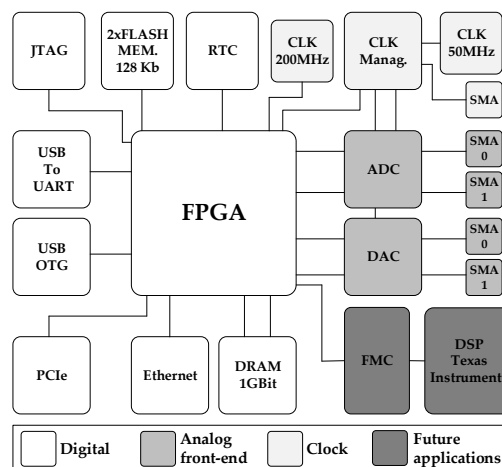 JTAG
2xFLASH
MEM.
128 Kb
RTC
CLK
200MHz
CLK
Manag.
CLK
50MHz
SMA
USB
To
UART
FPGA
ADC
SMA
0
SMA
1
USB
OTG
DAC
SMA
0
SMA
1
PCIe
Ethernet
DRAM
1GBit
FMC
DSP
Texas
Instrument
Digital
Analog
front-end
Clock
Future
applications